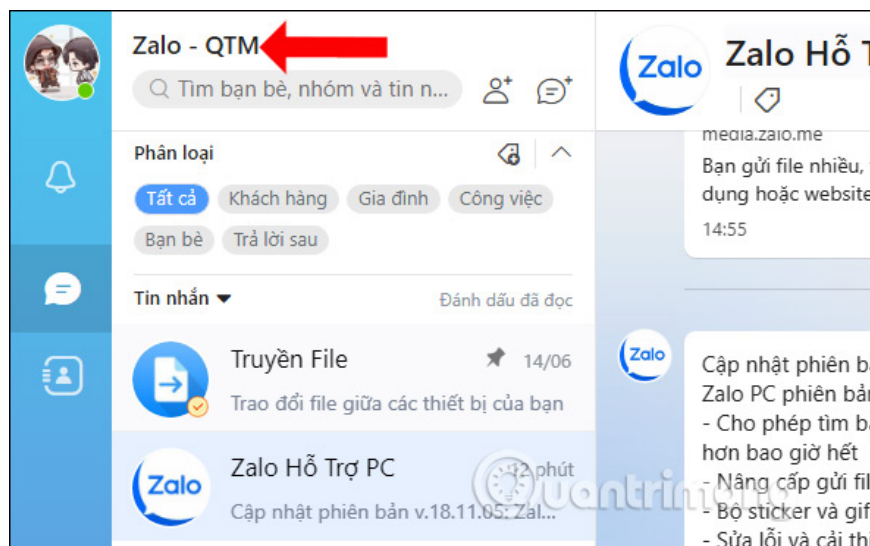 Zalo - QTM
Tìm bạn bè, nhóm và tin n...
Phân loại
Tất cả
Khách hàng
Gia đình
Công việc
Bạn bè
Trả lời sau
Tin nhắn
Đánh dấu đã đọc
Truyền File
14/06
Trao đổi file giữa các thiết bị của bạn
Zalo
Zalo Hỗ Trợ PC
12 phút
Cập nhật phiên bản v.18.11.05: Zal...
Zalo
Zalo Hỗ
media.zalo.me
Bạn gửi file nhiều,
dụng hoặc website
14:55
Zalo
Cập nhật phiên
Zalo PC phiên bản
- Cho phép tìm
hơn bao giờ hết
- Nâng cấp gửi
- Bộ sticker và gif
- Sửa lỗi và cải
Quantrimang